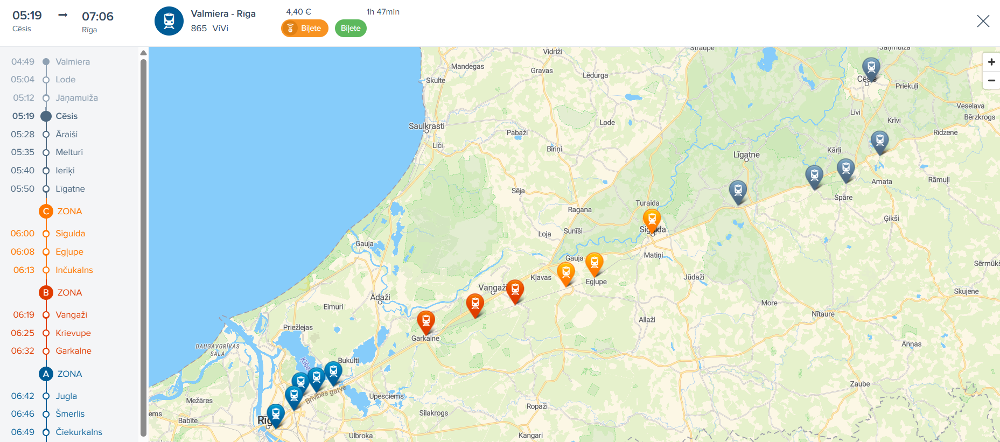 05:19 → 07:06
Cēsis Rīga
Valmiera - Rīga
865 ViVi
4,40 €
1h 47min
Biļete
Biļete
04:49 Valmiera
05:04 Lode
05:12 Jāņamuiža
05:19 Cēsis
05:28 Āraiši
05:35 Melturi
05:40 Ieriķi
05:50 Līgatne
C ZONA
06:00 Sigulda
06:08 Egļupe
06:13 Inčukalns
B ZONA
06:19 Vangaži
06:25 Krievupe
06:32 Garkalne
A ZONA
06:42 Jugla
06:46 Šmerlis
06:49 Čiekurkalns
Straupe
Jāņmuiža
Vidriži
Mandegas
Gravas
Lēdurga
Skulte
Cēsis
Priekuļi
Veselava
Bērzkrogs
Līvi
Krīvi
Lode
Saulkrasti
Pabaži
Rīdzene
Līči
Bīriņi
Kārļi
Līgatne
Amata
Rāmuļi
Sēja
Spāre
Turaida
Ragana
Ģikši
Sigulda
Sunīši
Loja
Gauja
Matiņi
Gauja
Sērmūkš
Kļavas
Jūdaži
Egļupe
Vangaži
Skujene
Ādaži
More
Eimuri
Nītaure
Allaži
Priežlejas
Garkalne
DAUGAVGRĪVAS
SALA
Annas
Bukulti
Ķīše
Zaube
Brīvības gatve
Upesciems
Mežāres
Ropaži
Silakrogs
ems
Babīte
Rīg
Ulbroka
Kangari
+
−